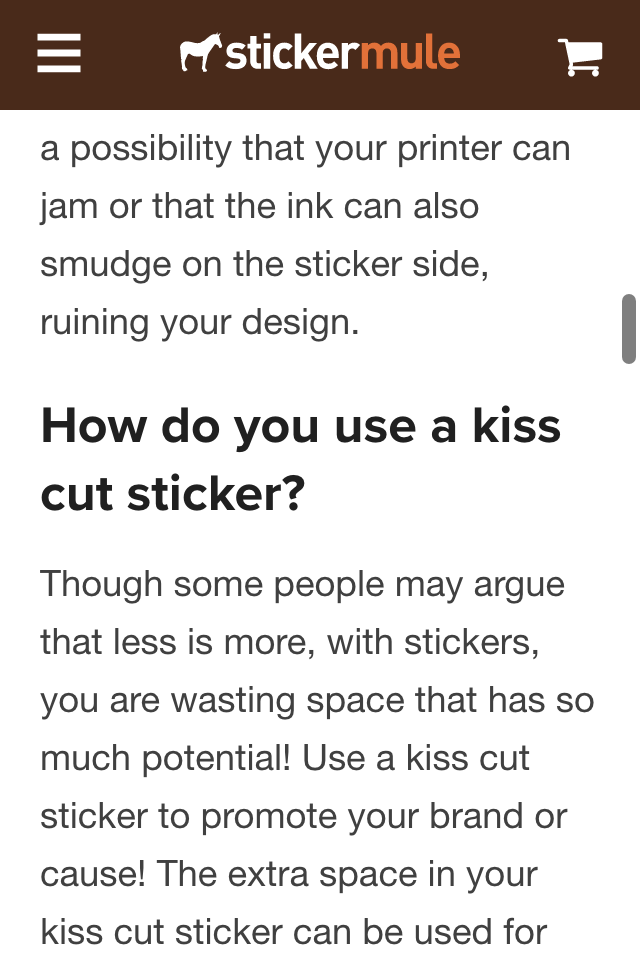 stickermule
a possibility that your printer can
jam or that the ink can also
smudge on the sticker side,
ruining your design.
How do you use a kiss
cut sticker?
Though some people may argue
that less is more, with stickers,
you are wasting space that has so
much potential! Use a kiss cut
sticker to promote your brand or
cause! The extra space in your
kiss cut sticker can be used for